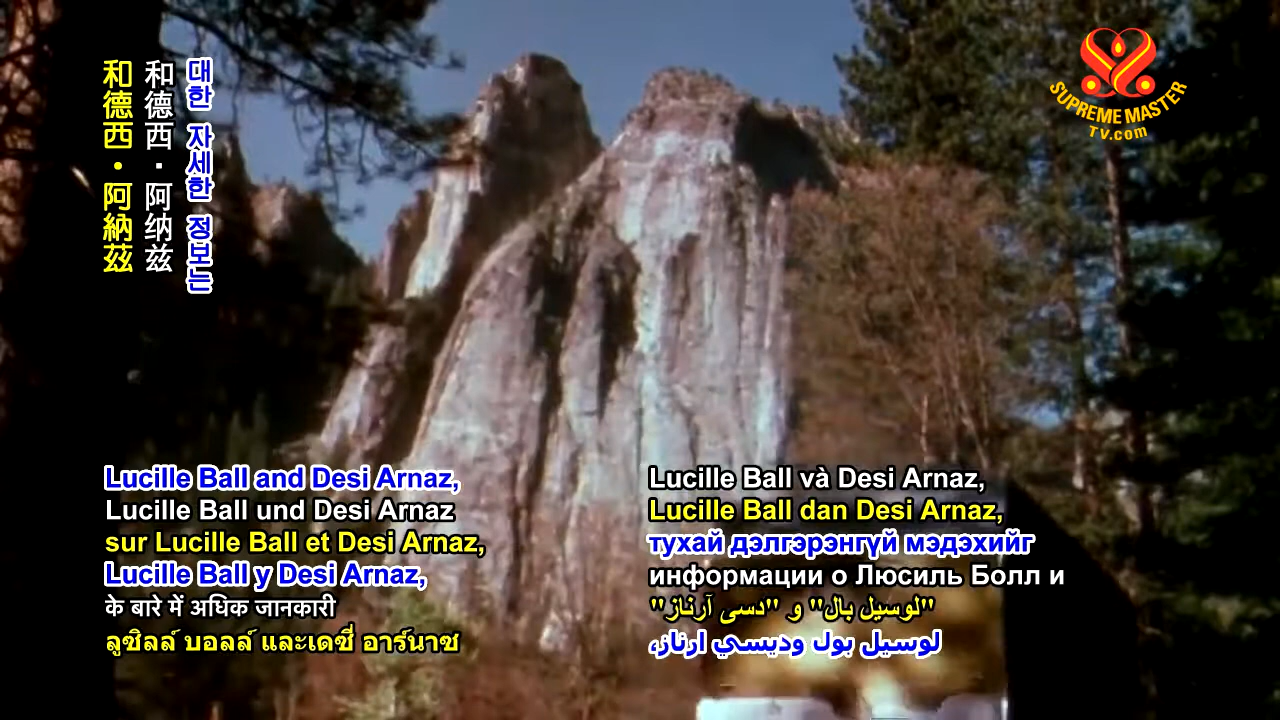 和德西·阿納茲
和德西·阿纳兹
대한 자세한 정보는
SUPREME MASTER
TV.com
Lucille Ball and Desi Arnaz,
Lucille Ball und Desi Arnaz
sur Lucille Ball et Desi Arnaz,
Lucille Ball y Desi Arnaz,
के बारे में अधिक जानकारी
ลูซิลล์ บอลล์ และเดซี่ อาร์นาซ
Lucille Ball và Desi Arnaz,
Lucille Ball dan Desi Arnaz,
тухай дэлгэрэнгүй мэдэхийг
информации о Люсиль Болл и
"لوسیل بال" و "دسی آرناز"
لوسيل بول وديسي ارناز،